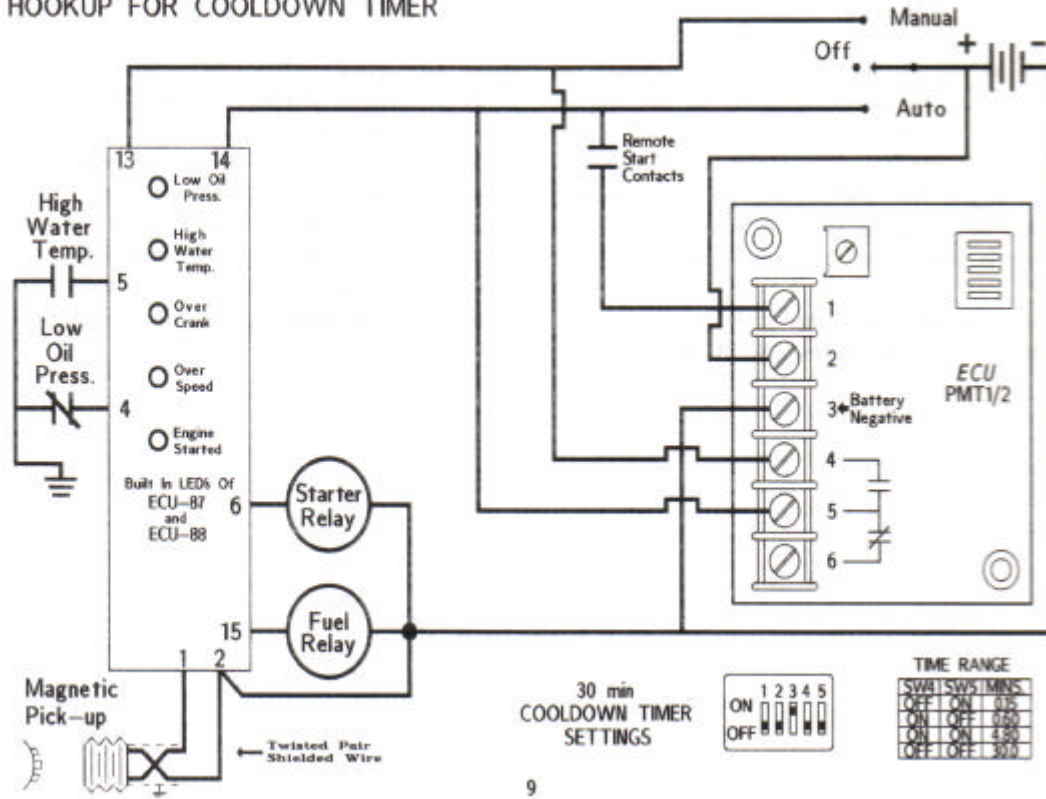 HOOKUP FOR COOLDOWN TIMER
Manual
Off
+
-
Auto
13
14
Remote
Start
Contacts
Low Oil
Press.
High
Water
Temp.
High
Water
Temp.
5
1
Over
Crank
Low
Oil
Press.
2
Over
Speed
ECU
PMT1/2
4
3
Battery
Negative
Engine
Started
4
Built In LEDs Of
ECU-87
and
ECU-88
6
Starter
Relay
5
6
15
Fuel
Relay
1
2
Magnetic
Pick-up
Twisted Pair
Shielded Wire
30 min
COOLDOWN TIMER
SETTINGS
1 2 3 4 5
ON
OFF
TIME RANGE
SW4 SW5 MINS.
OFF ON
ON OFF
ON ON
OFF OFF
9